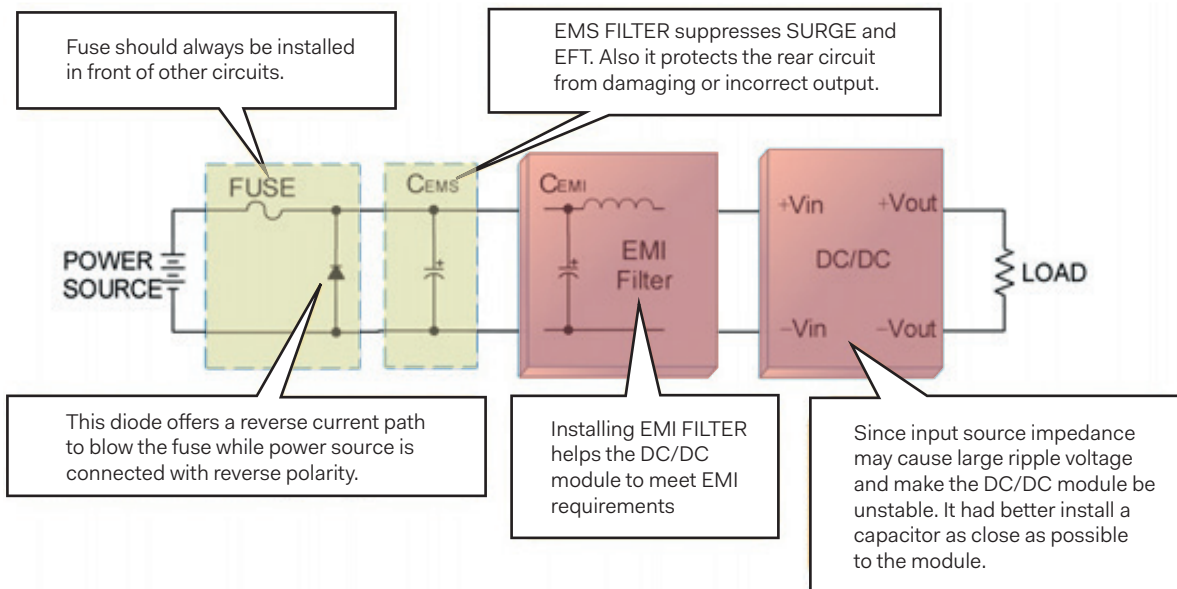 Fuse should always be installed
in front of other circuits.
EMS FILTER suppresses SURGE and
EFT. Also it protects the rear circuit
from damaging or incorrect output.
FUSE
CEMS
CEMI
EMI
Filter
+Vin
+Vout
DC/DC
−Vin
−Vout
POWER
SOURCE
LOAD
+
+
This diode offers a reverse current path
to blow the fuse while power source is
connected with reverse polarity.
Installing EMI FILTER
helps the DC/DC
module to meet EMI
requirements
Since input source impedance
may cause large ripple voltage
and make the DC/DC module be
unstable. It had better install a
capacitor as close as possible
to the module.